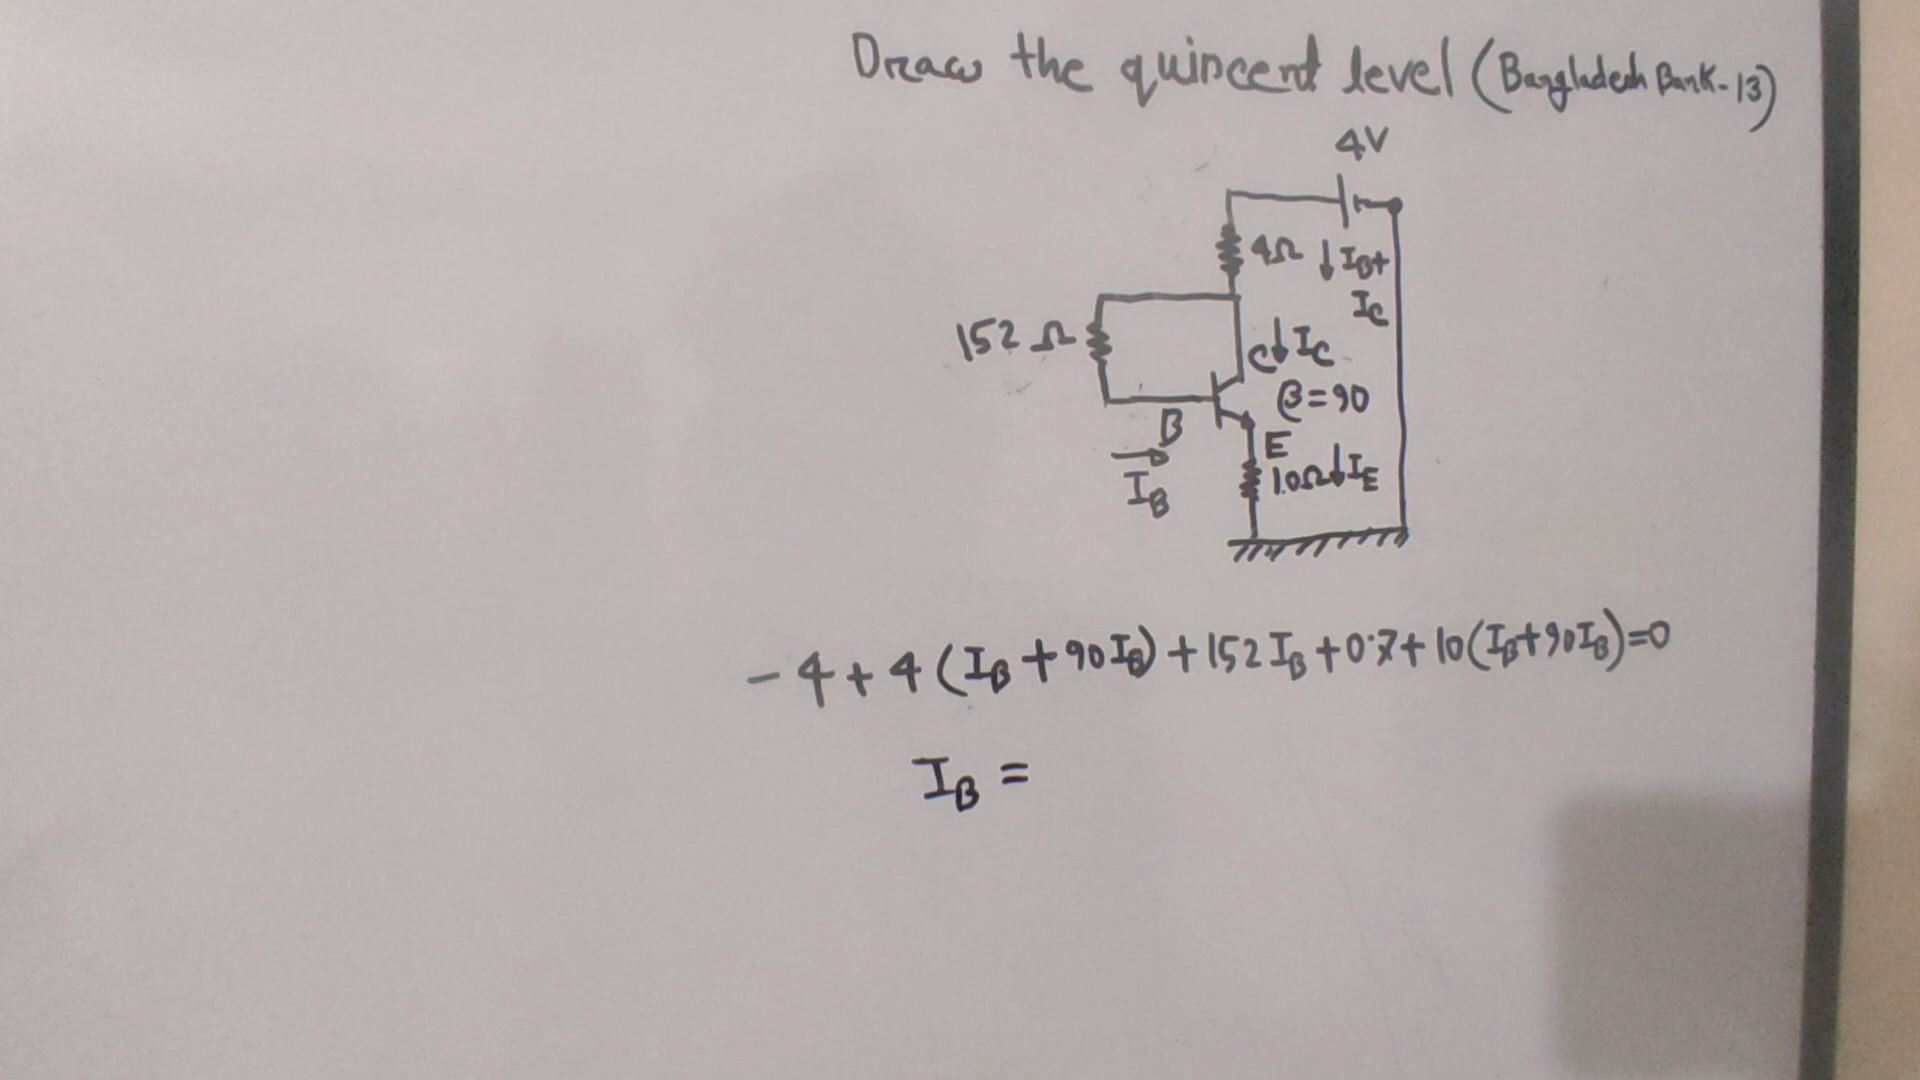 Draw the quincent level (Bangladesh Bank-13)
4V
4Ω ↓ IB+
IC
152 Ω
C↓IC
β=90
B
E
10Ω↓IE
→
IB
-4+4(IB+90IB)+152IB+0.7+10(IB+90IB)=0
IB =